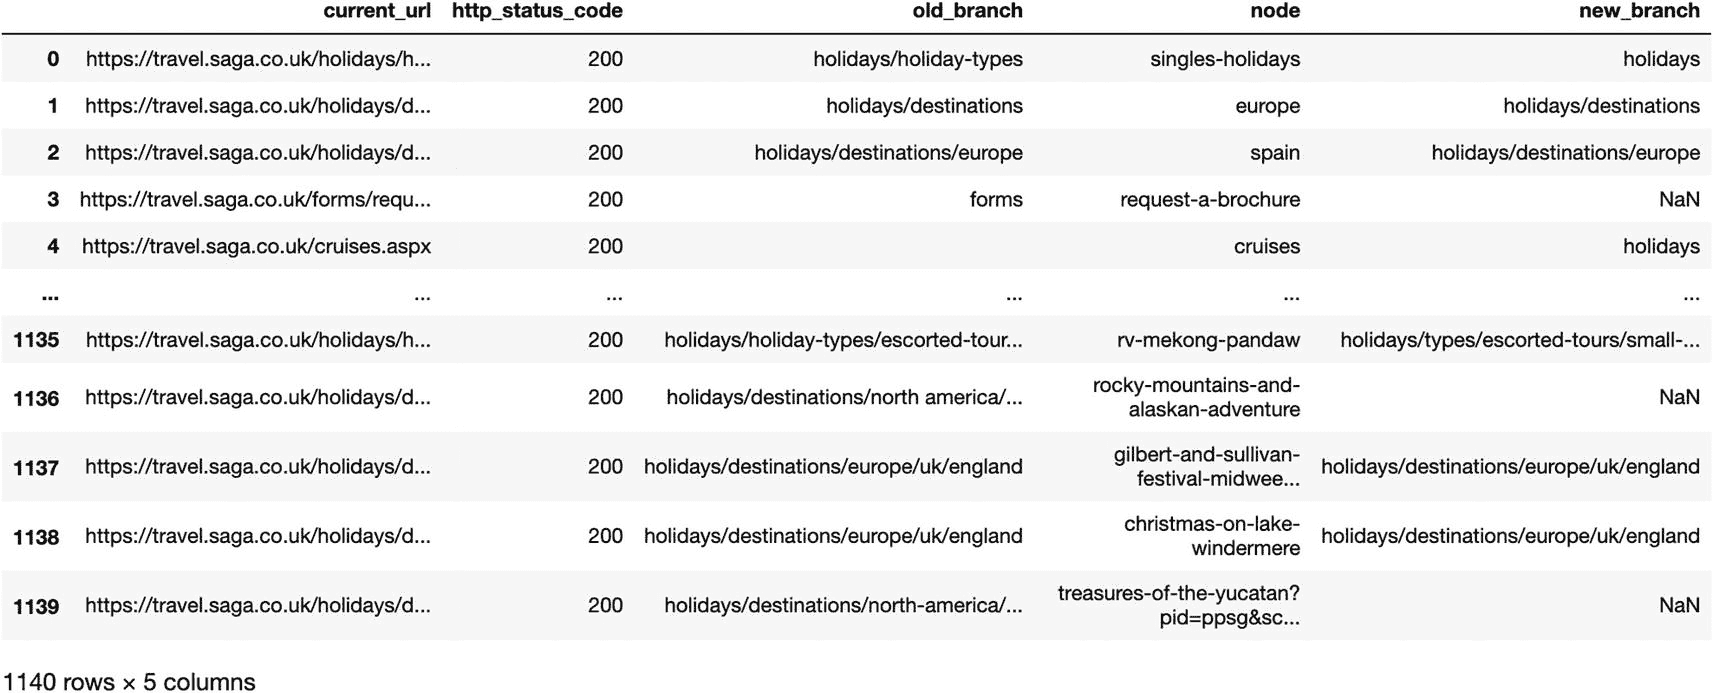 current_url http_status_code old_branch node new_branch
0 https://travel.saga.co.uk/holidays/h... 200 holidays/holiday-types singles-holidays holidays
1 https://travel.saga.co.uk/holidays/d... 200 holidays/destinations europe holidays/destinations
2 https://travel.saga.co.uk/holidays/d... 200 holidays/destinations/europe spain holidays/destinations/europe
3 https://travel.saga.co.uk/forms/requ... 200 forms request-a-brochure NaN
4 https://travel.saga.co.uk/cruises.aspx 200 cruises holidays
... ... ... ... ... ...
1135 https://travel.saga.co.uk/holidays/h... 200 holidays/holiday-types/escorted-tour... rv-mekong-pandaw holidays/types/escorted-tours/small-...
rocky-mountains-and-
1136 https://travel.saga.co.uk/holidays/d... 200 holidays/destinations/north america/... NaN
alaskan-adventure
gilbert-and-sullivan-
1137 https://travel.saga.co.uk/holidays/d... 200 holidays/destinations/europe/uk/england holidays/destinations/europe/uk/england
festival-midwee...
christmas-on-lake-
1138 https://travel.saga.co.uk/holidays/d... 200 holidays/destinations/europe/uk/england holidays/destinations/europe/uk/england
windermere
treasures-of-the-yucatan?
1139 https://travel.saga.co.uk/holidays/d... 200 holidays/destinations/north-america/... NaN
pid=ppsg&sc...
1140 rows × 5 columns